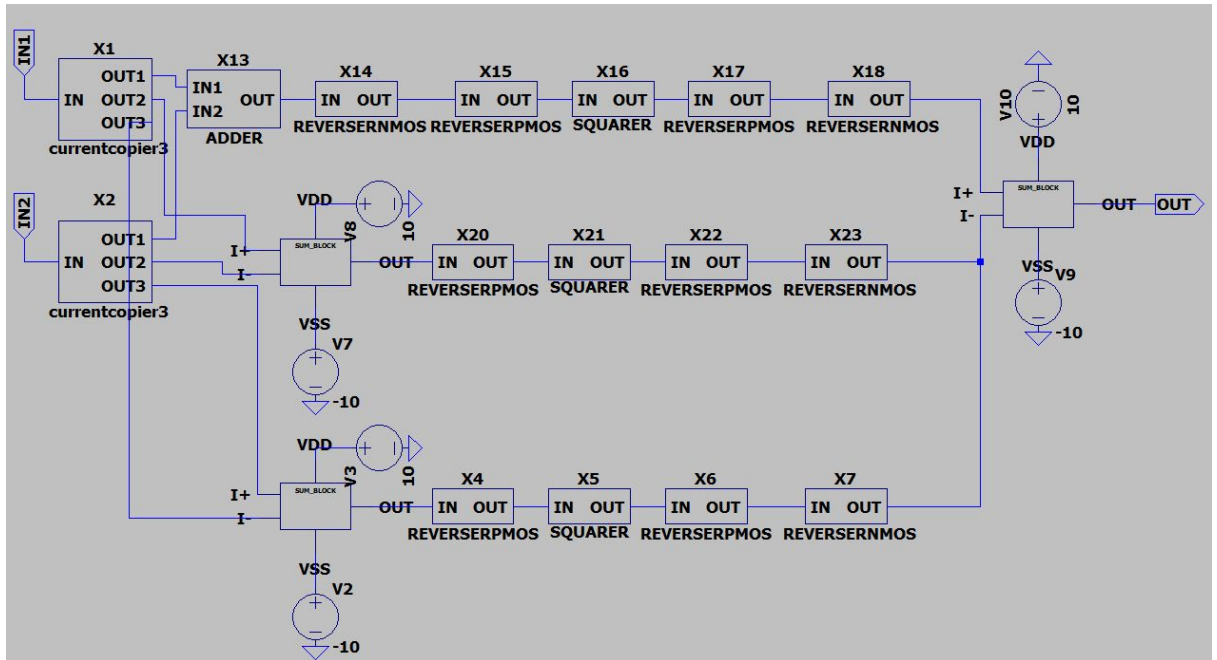 IN1
X1
OUT1
IN OUT2
OUT3
currentcopier3
X13
IN1
IN2
OUT
ADDER
X14
IN OUT
REVERSERNMOS
X15
IN OUT
REVERSERPMOS
X16
IN OUT
SQUARER
X17
IN OUT
REVERSERPMOS
X18
IN OUT
REVERSERNMOS
V10
10
VDD
I+
I-
SUM_BLOCK
OUT
OUT
VSS
V9
-10
IN2
X2
OUT1
IN OUT2
OUT3
currentcopier3
VDD
V8
10
I+
I-
SUM_BLOCK
OUT
VSS
V7
-10
X20
IN OUT
REVERSERPMOS
X21
IN OUT
SQUARER
X22
IN OUT
REVERSERPMOS
X23
IN OUT
REVERSERNMOS
VDD
V3
10
I+
I-
SUM_BLOCK
OUT
VSS
V2
-10
X4
IN OUT
REVERSERPMOS
X5
IN OUT
SQUARER
X6
IN OUT
REVERSERPMOS
X7
IN OUT
REVERSERNMOS